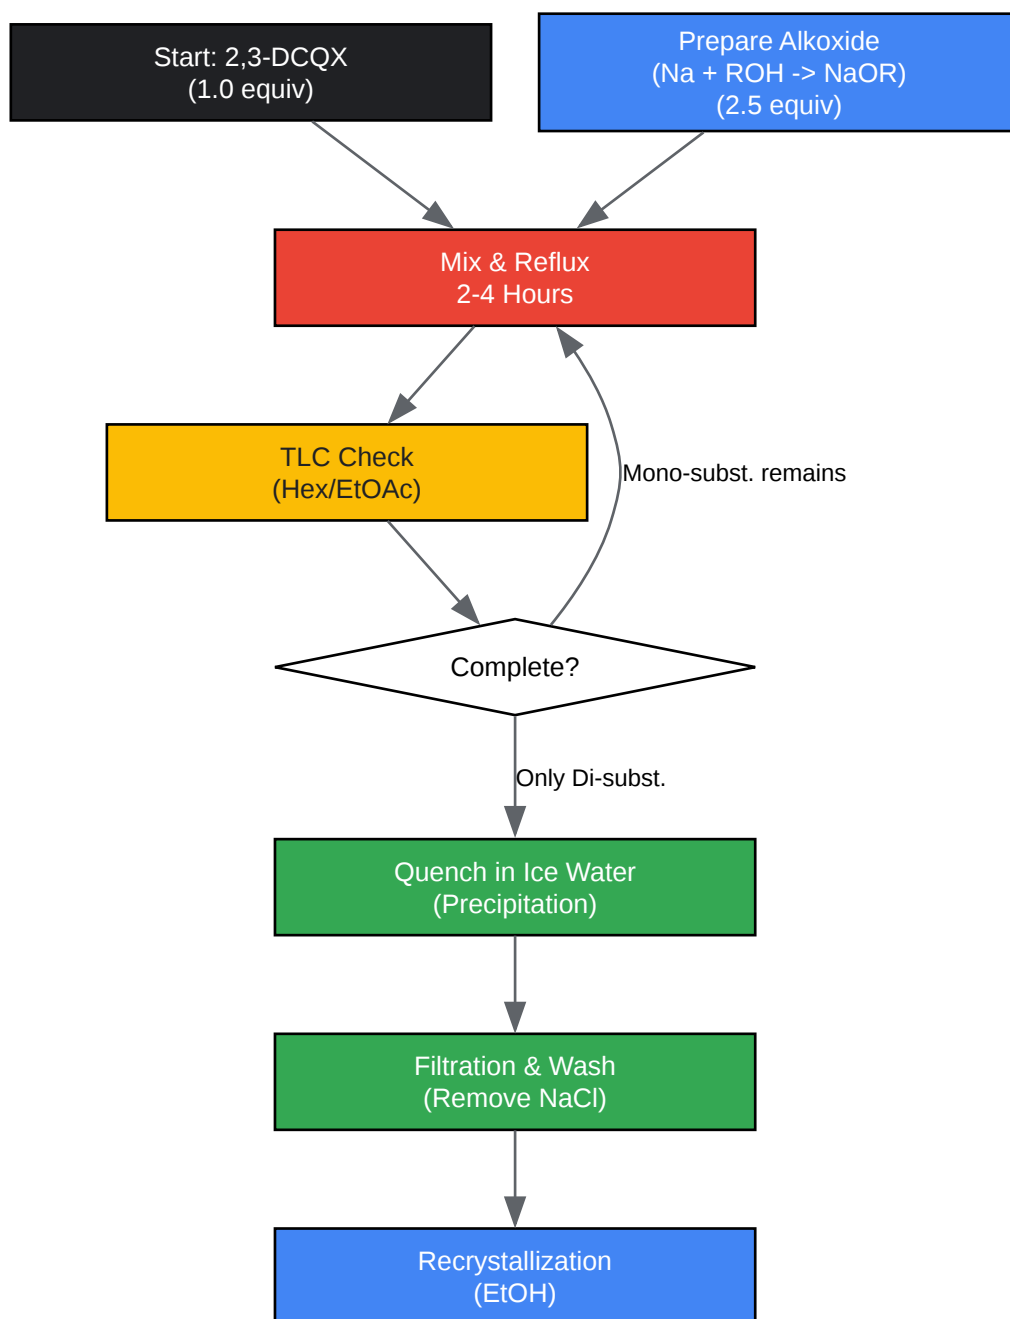 Start: 2,3-DCQX
(1.0 equiv)
Prepare Alkoxide
(Na + ROH -> NaOR)
(2.5 equiv)
Mix & Reflux
2-4 Hours
TLC Check
(Hex/EtOAc)
Mono-subst. remains
Complete?
Only Di-subst.
Quench in Ice Water
(Precipitation)
Filtration & Wash
(Remove NaCl)
Recrystallization
(EtOH)